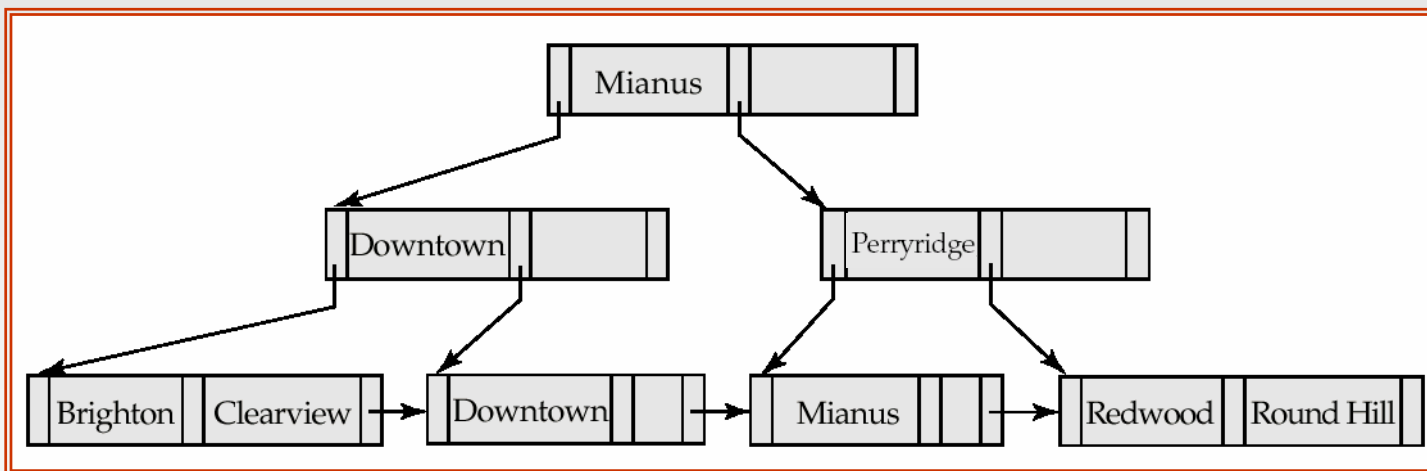 Mianus
Downtown
Perryridge
Brighton
Clearview
Downtown
Mianus
Redwood
Round Hill